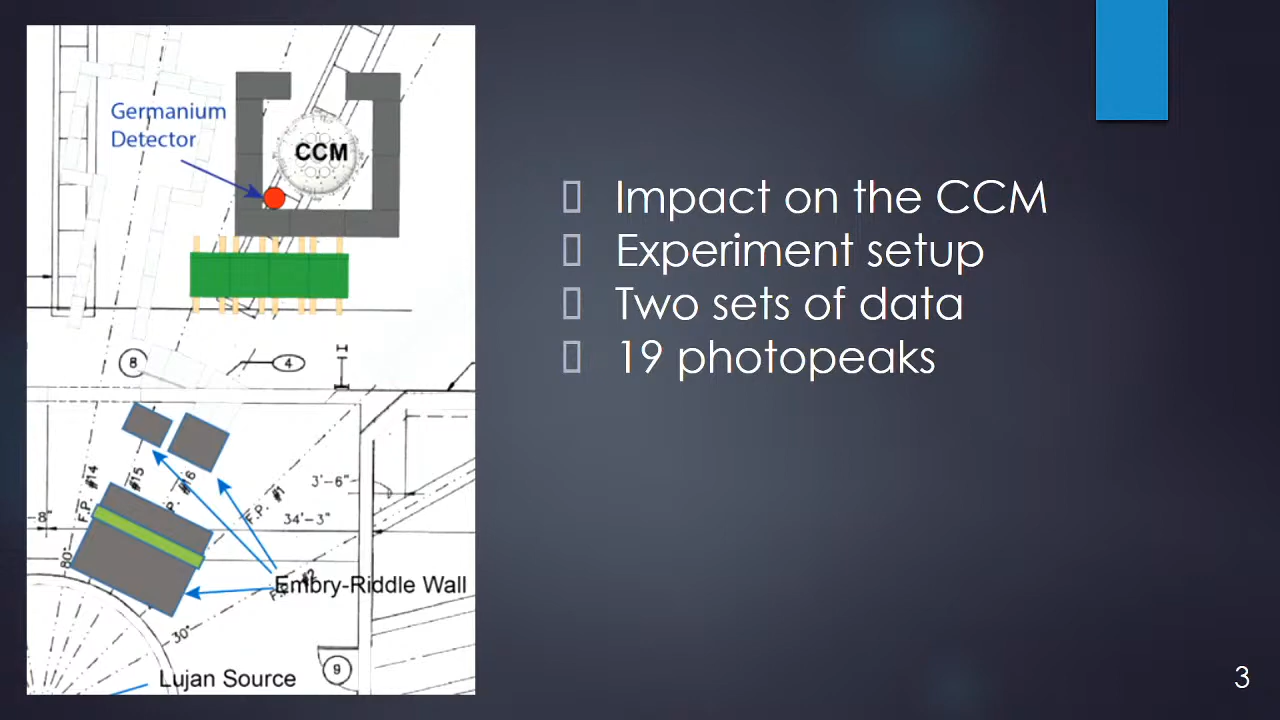 Germanium
Detector
CCM
8
4
H
F.P. #14
#15
P. #16
F.P. #1
3'-6"
34'-3"
-8"
80°
Embry-Riddle Wall
30°
9
Lujan Source
Impact on the CCM
Experiment setup
Two sets of data
19 photopeaks
3